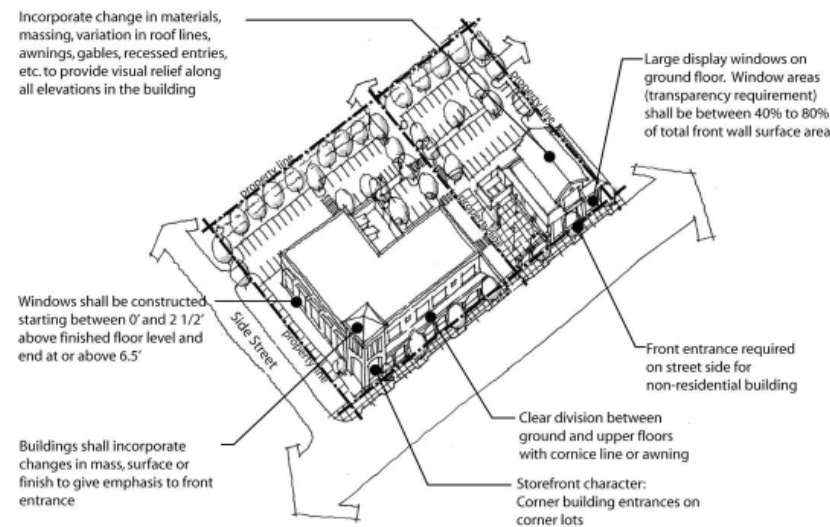 Incorporate change in materials,
massing, variation in roof lines,
awnings, gables, recessed entries,
etc. to provide visual relief along
all elevations in the building
Large display windows on
ground floor. Window areas
(transparency requirement)
shall be between 40% to 80%
of total front wall surface area
property line
property line
property line
Windows shall be constructed
starting between 0' and 2 1/2'
above finished floor level and
end at or above 6.5'
Side Street
property line
Front entrance required
on street side for
non-residential building
Clear division between
ground and upper floors
with cornice line or awning
Buildings shall incorporate
changes in mass, surface or
finish to give emphasis to front
entrance
Storefront character:
Corner building entrances on
corner lots